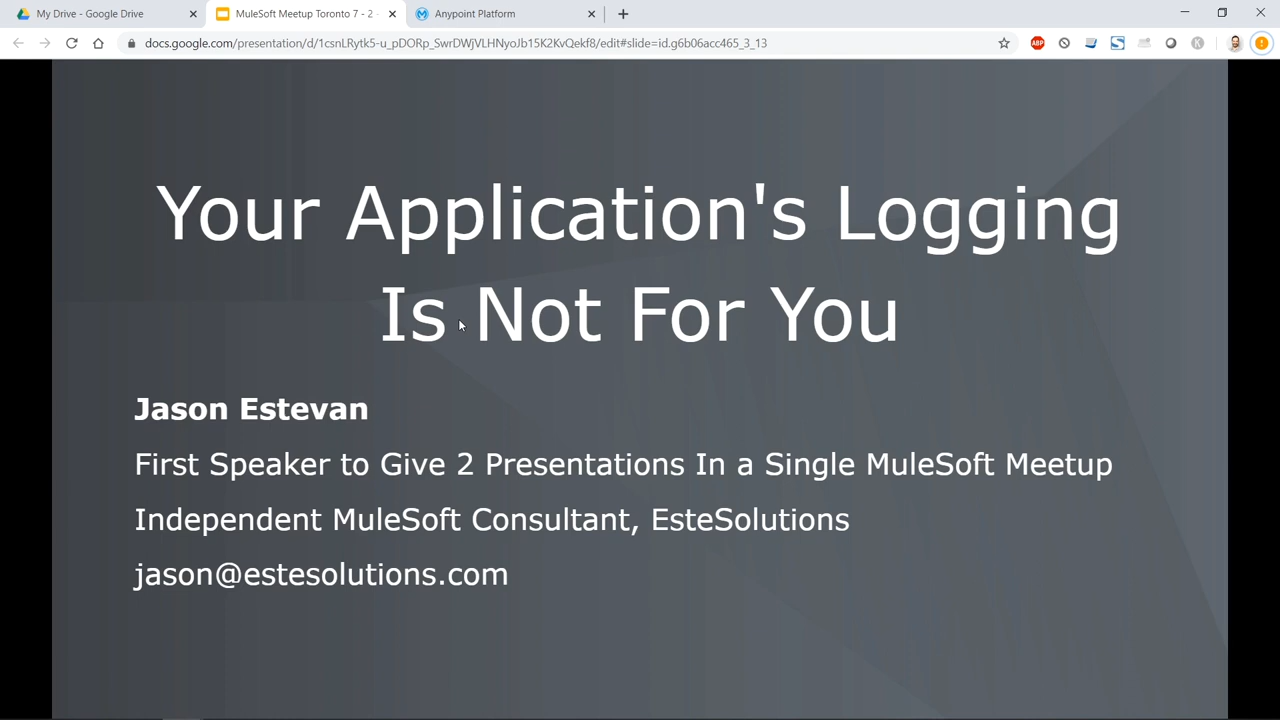 My Drive - Google Drive
MuleSoft Meetup Toronto 7 - 2 -
Anypoint Platform
docs.google.com/presentation/d/1csnLRytk5-u_pDORp_SwrDWjVLHNyoJb15K2KvQekf8/edit#slide=id.g6b06acc465_3_13
ABP
Your Application's Logging
Is Not For You
Jason Estevan
First Speaker to Give 2 Presentations In a Single MuleSoft Meetup
Independent MuleSoft Consultant, EsteSolutions
jason@estesolutions.com